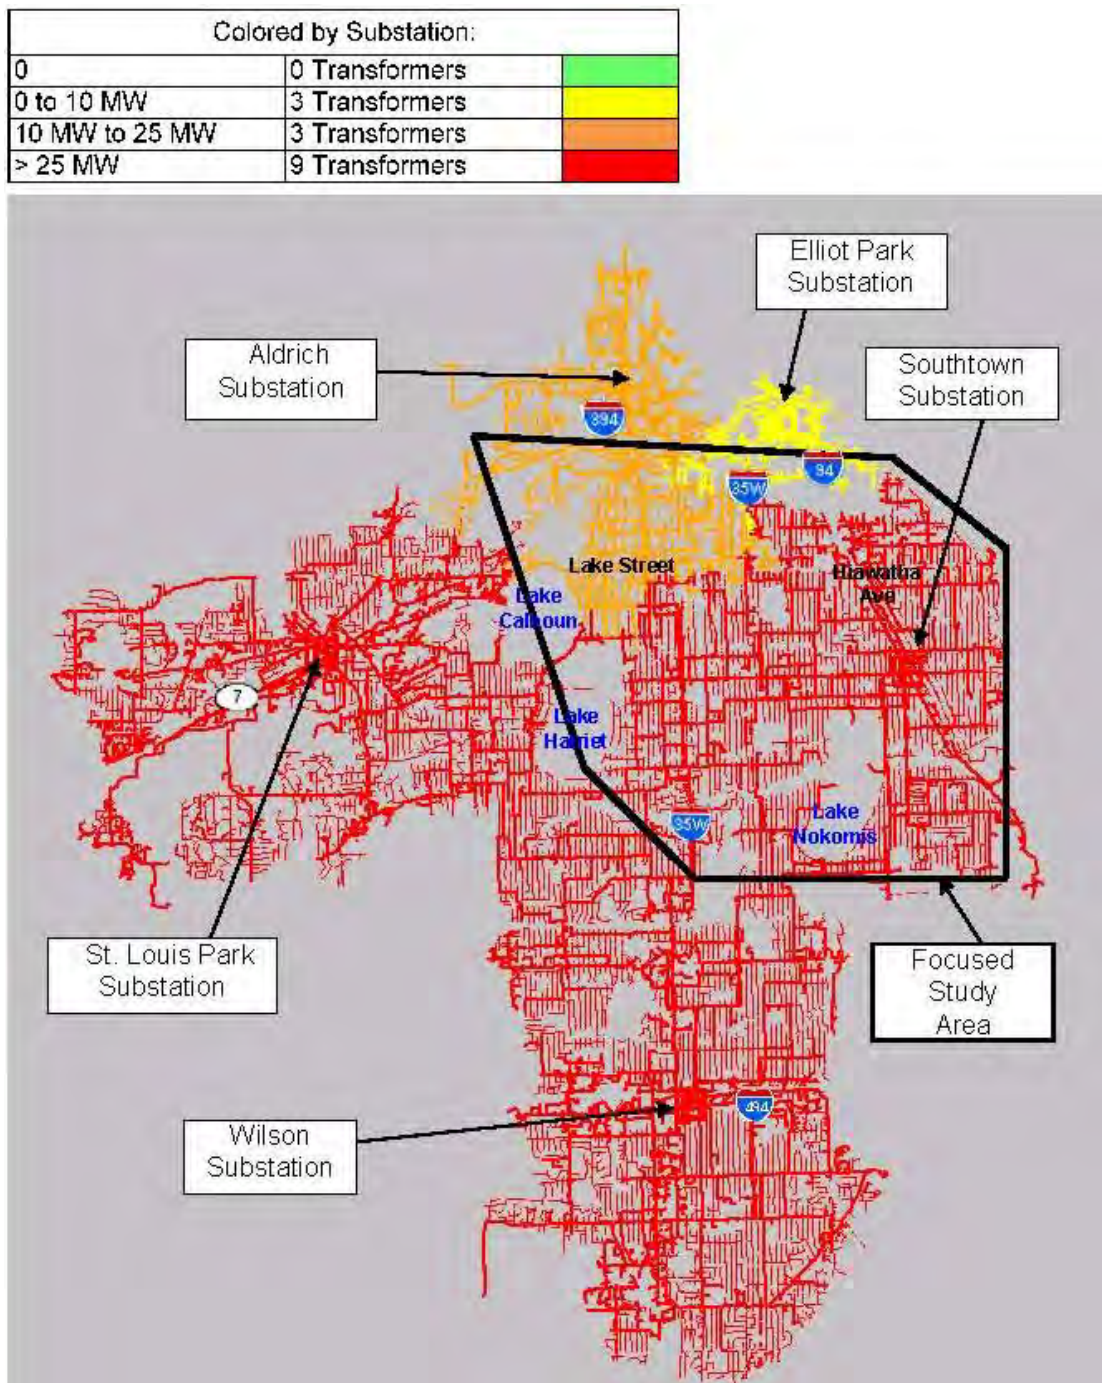 Colored by Substation:
0 0 Transformers
0 to 10 MW 3 Transformers
10 MW to 25 MW 3 Transformers
> 25 MW 9 Transformers
Elliot Park
Substation
Aldrich
Substation
Southtown
Substation
394
94
35W
Lake Street
Hiawatha
Ave
Lake
Calhoun
7
Lake
Harriet
35W
Lake
Nokomis
St. Louis Park
Substation
Focused
Study
Area
494
Wilson
Substation